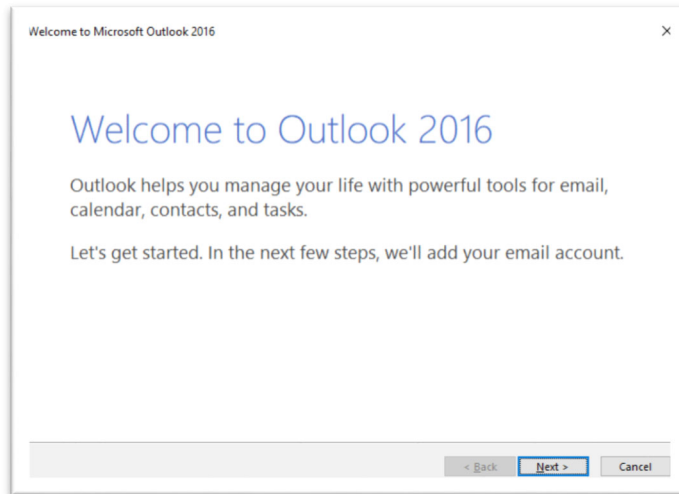 Welcome to Microsoft Outlook 2016
Welcome to Outlook 2016
Outlook helps you manage your life with powerful tools for email,
calendar, contacts, and tasks.
Let's get started. In the next few steps, we'll add your email account.
< Back Next > Cancel